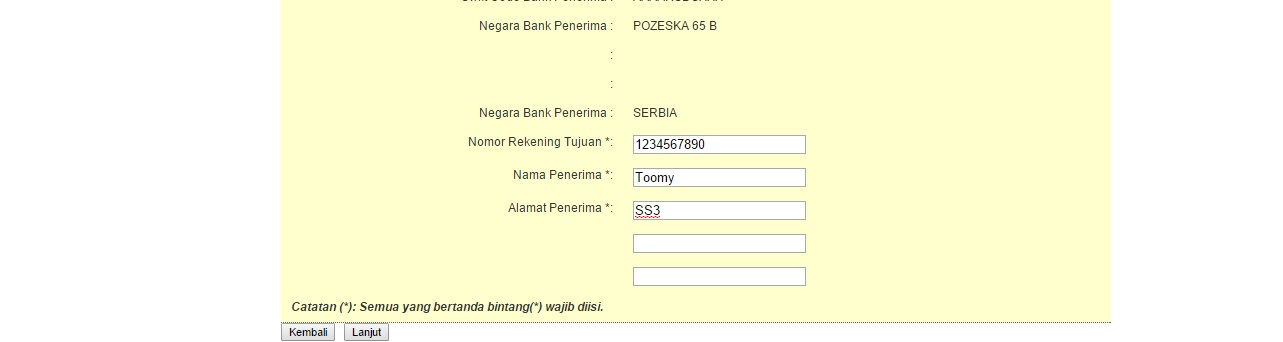 Negara Bank Penerima : POZESKA 65 B
:
:
Negara Bank Penerima : SERBIA
Nomor Rekening Tujuan *: 1234567890
Nama Penerima *: Toomy
Alamat Penerima *: SS3
Catatan (*): Semua yang bertanda bintang(*) wajib diisi.
Kembali Lanjut